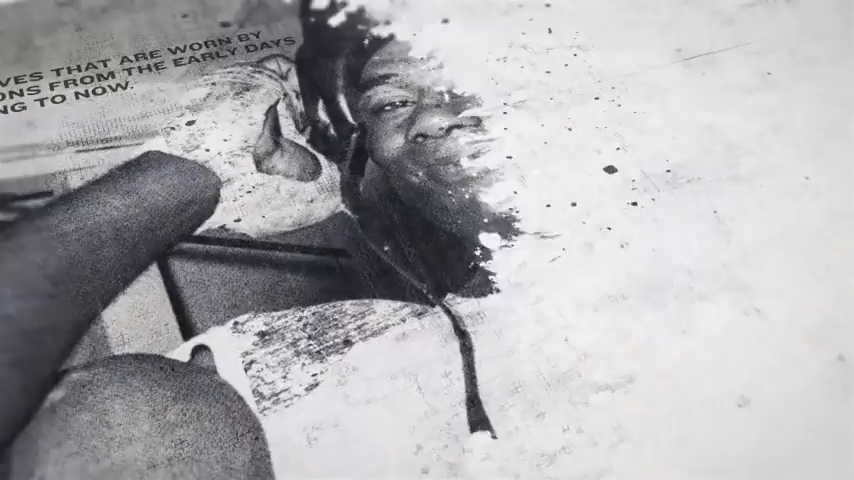 VES THAT ARE WORN BY
ONS FROM THE EARLY DAYS
NG TO NOW.